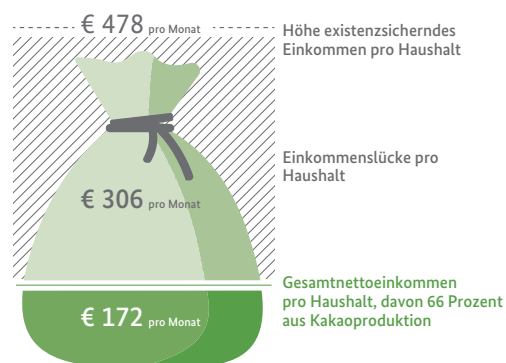 € 478 pro Monat
Höhe existenzsicherndes
Einkommen pro Haushalt
Einkommenslücke pro
Haushalt
€ 306 pro Monat
Gesamtnettoeinkommen
pro Haushalt, davon 66 Prozent
aus Kakaoproduktion
€ 172 pro Monat